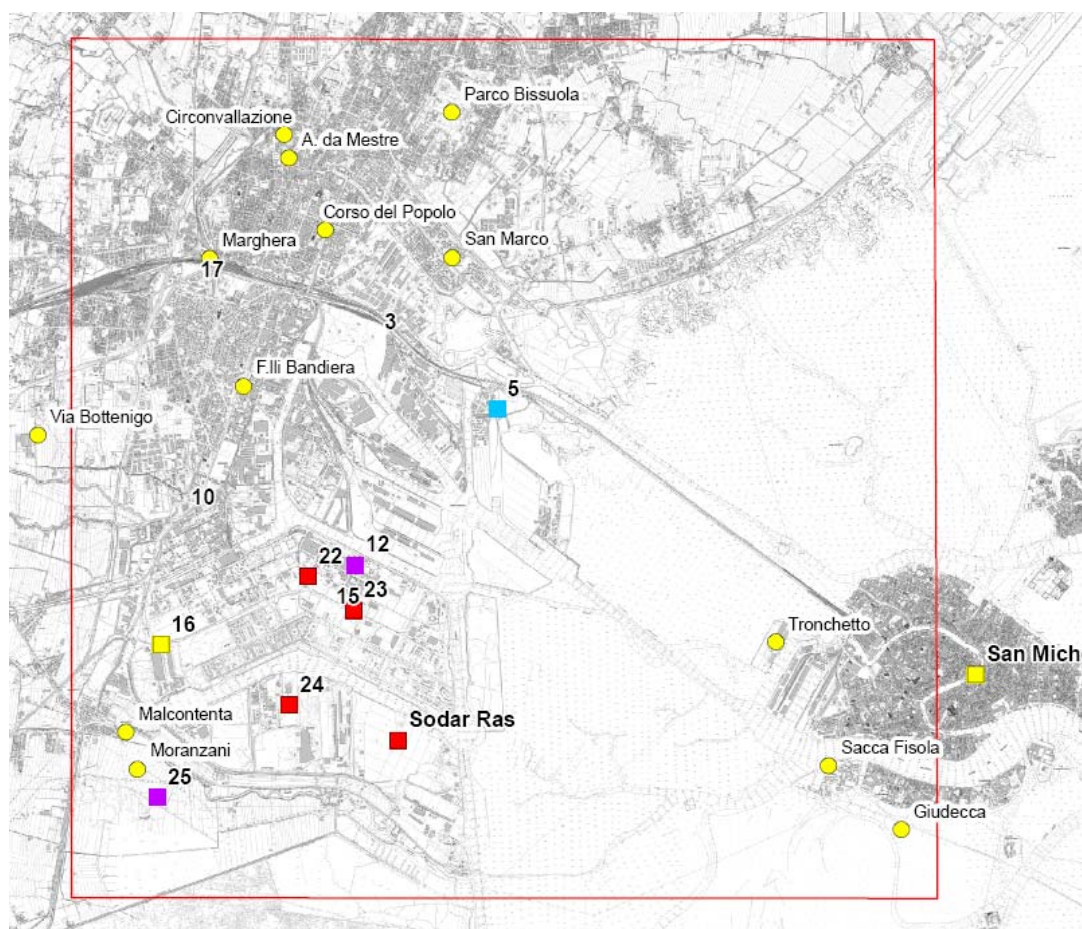 Parco Bissuola
Circonvallazione
A. da Mestre
Corso del Popolo
San Marco
Marghera
17
3
F.lli Bandiera
5
Via Bottenigo
10
12
22
23
15
16
Tronchetto
San Mich
24
Malcontenta
Sodar Ras
Moranzani
Sacca Fisola
25
Giudecca